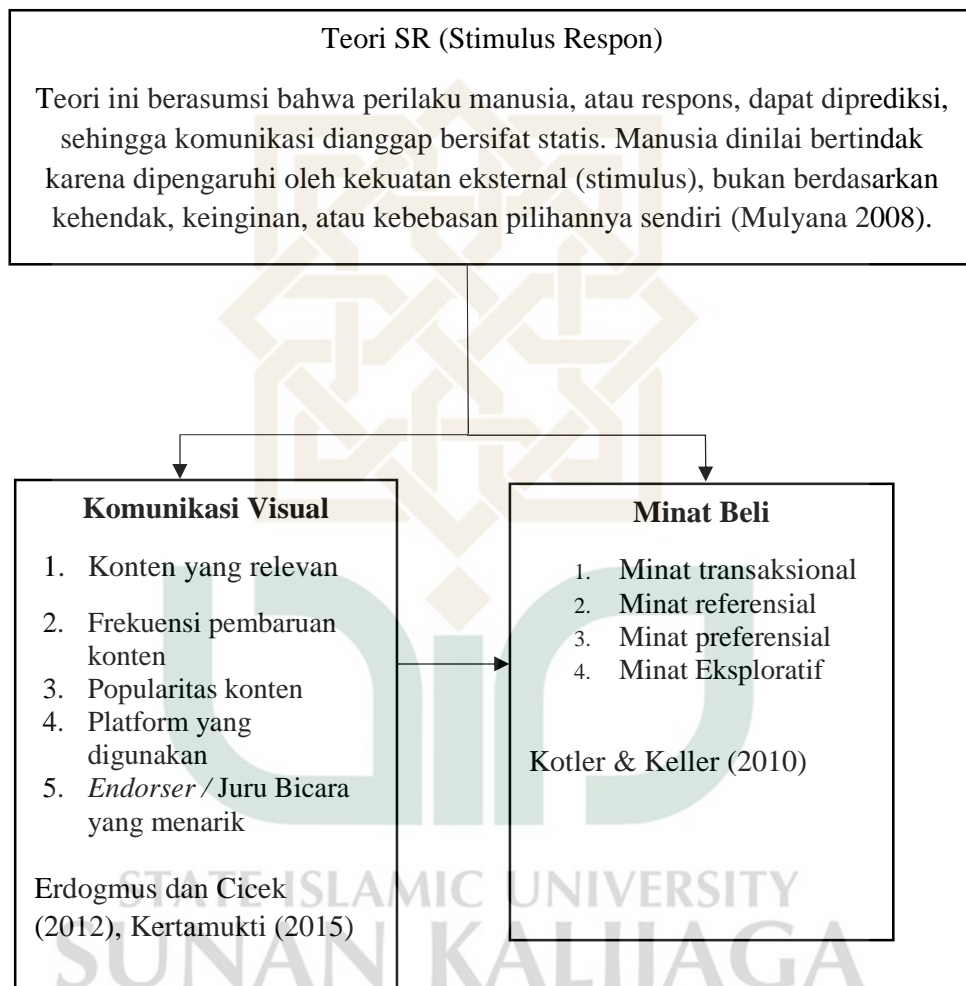 Teori SR (Stimulus Respon)
Teori ini berasumsi bahwa perilaku manusia, atau respons, dapat diprediksi,
sehingga komunikasi dianggap bersifat statis. Manusia dinilai bertindak
karena dipengaruhi oleh kekuatan eksternal (stimulus), bukan berdasarkan
kehendak, keinginan, atau kebebasan pilihannya sendiri (Mulyana 2008).
Komunikasi Visual
1. Konten yang relevan
2. Frekuensi pembaruan
konten
3. Popularitas konten
4. Platform yang
digunakan
5. Endorser / Juru Bicara
yang menarik
Erdogmus dan Cicek
(2012), Kertamukti (2015)
Minat Beli
1. Minat transaksional
2. Minat referensial
3. Minat preferensial
4. Minat Eksploratif
Kotler & Keller (2010)
STATE ISLAMIC UNIVERSITY
SUNAN KALIJAGA